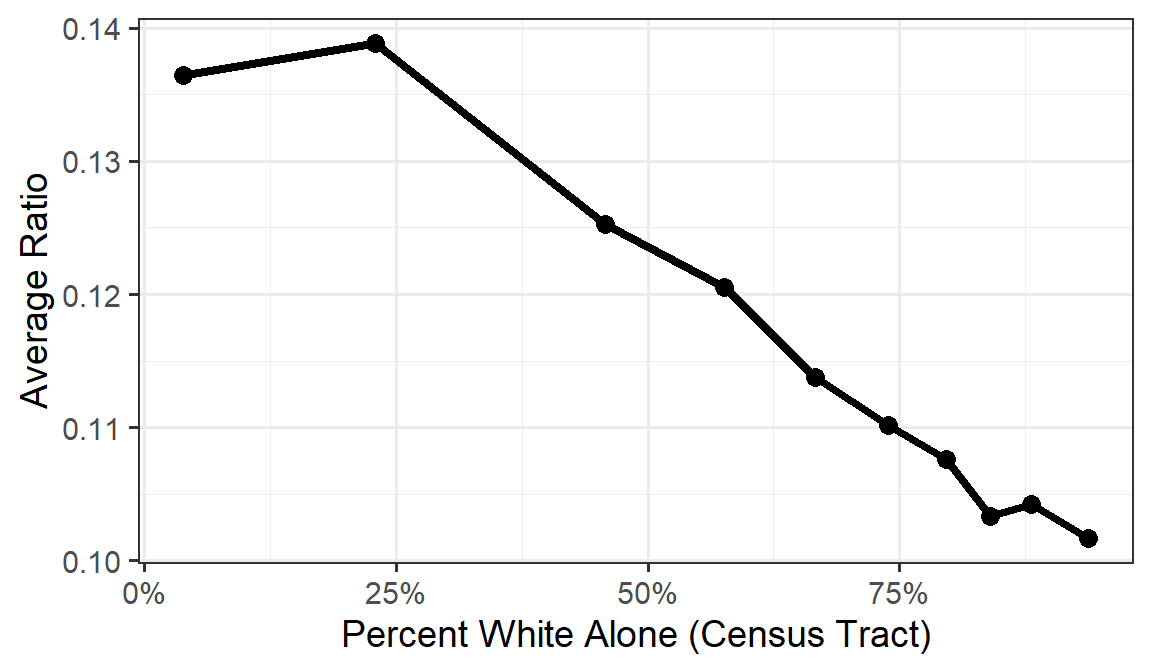 0.14
0.13
0.12
0.11
0.10
Average Ratio
0% 25% 50% 75%
Percent White Alone (Census Tract)